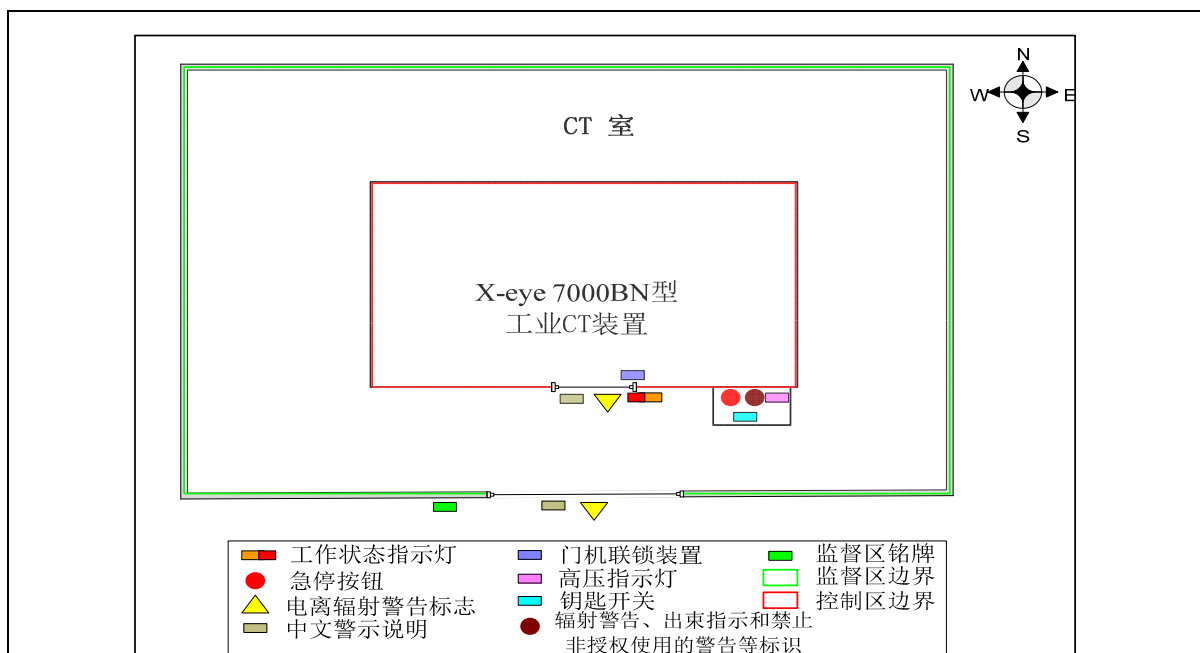 N
W E
S
CT 室
X-eye 7000BN型
工业CT装置
工作状态指示灯
急停按钮
电离辐射警告标志
中文警示说明
门机联锁装置
高压指示灯
钥匙开关
辐射警告、出束指示和禁止
非授权使用的警告等标识
监督区铭牌
监督区边界
控制区边界